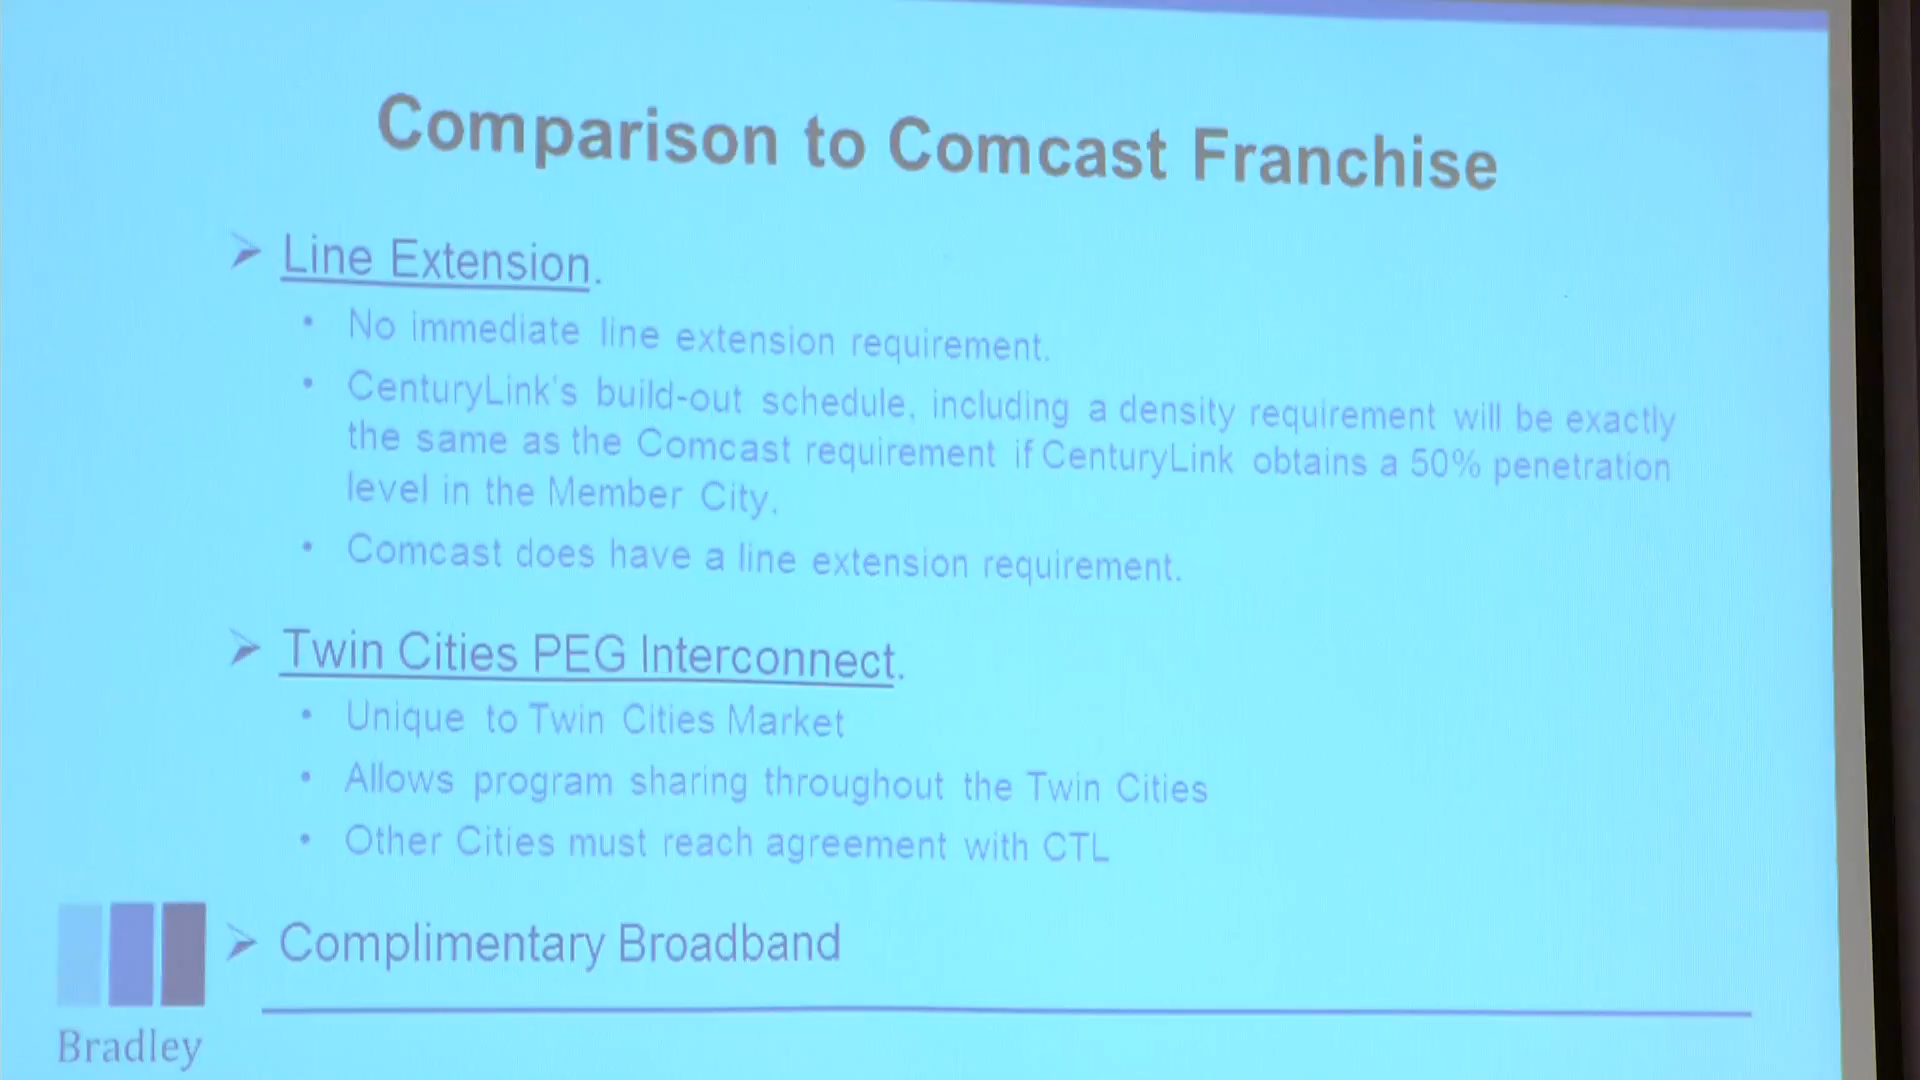 Comparison to Comcast Franchise
➢ Line Extension.
• No immediate line extension requirement.
• CenturyLink's build-out schedule, including a density requirement will be exactly
the same as the Comcast requirement if CenturyLink obtains a 50% penetration
level in the Member City.
• Comcast does have a line extension requirement.
➢ Twin Cities PEG Interconnect.
• Unique to Twin Cities Market
• Allows program sharing throughout the Twin Cities
• Other Cities must reach agreement with CTL
➢ Complimentary Broadband
Bradley